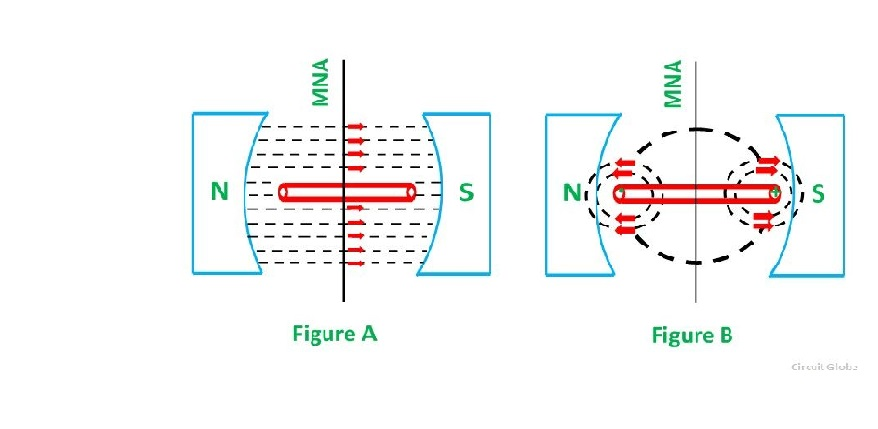 MNA
N
S
Figure A
MNA
N
S
Figure B
Circuit Globe